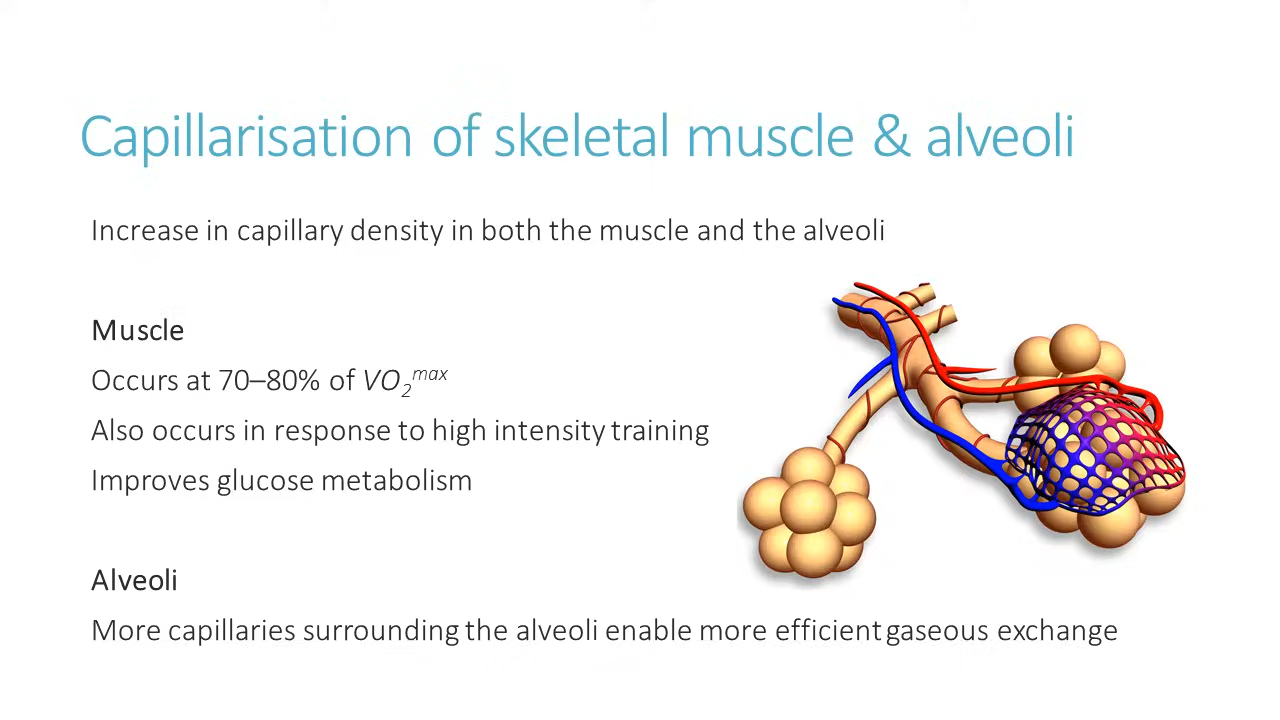 Capillarisation of skeletal muscle & alveoli
Increase in capillary density in both the muscle and the alveoli
Muscle
Occurs at 70–80% of VO₂ᵐᵃˣ
Also occurs in response to high intensity training
Improves glucose metabolism
Alveoli
More capillaries surrounding the alveoli enable more efficient gaseous exchange